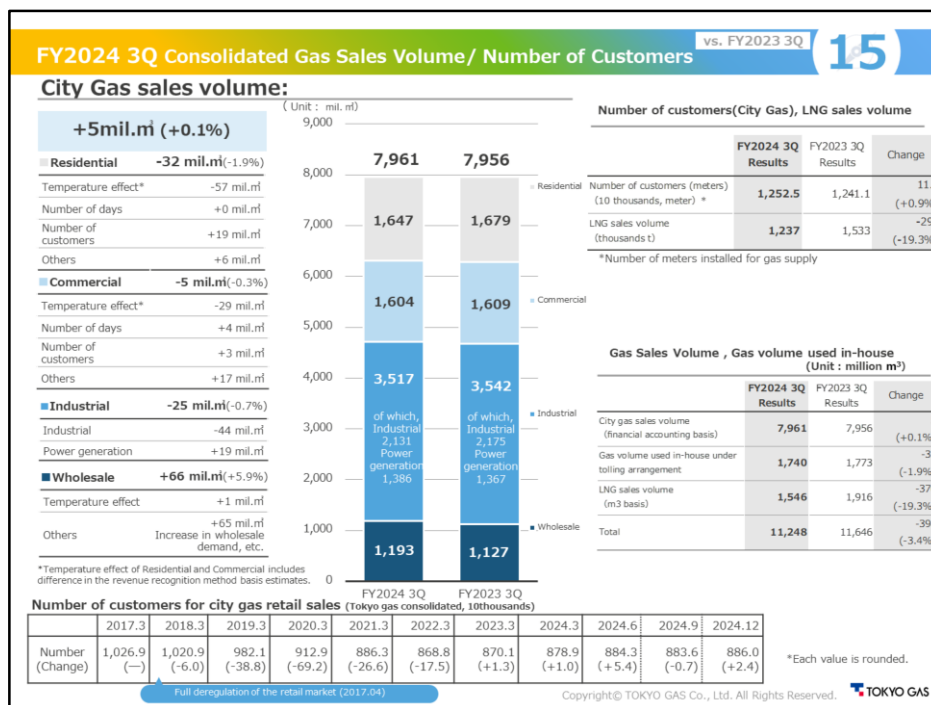 FY2024 3Q Consolidated Gas Sales Volume/ Number of Customers
vs. FY2023 3Q
15
City Gas sales volume:
(Unit : mil.㎥)
+5mil.㎥ (+0.1%)
■Residential -32 mil.㎥(-1.9%)
Temperature effect* -57 mil.㎥
Number of days +0 mil.㎥
Number of
customers +19 mil.㎥
Others +6 mil.㎥
■Commercial -5 mil.㎥(-0.3%)
Temperature effect* -29 mil.㎥
Number of days +4 mil.㎥
Number of
customers +3 mil.㎥
Others +17 mil.㎥
■Industrial -25 mil.㎥(-0.7%)
Industrial -44 mil.㎥
Power generation +19 mil.㎥
■Wholesale +66 mil.㎥(+5.9%)
Temperature effect +1 mil.㎥
Others +65 mil.㎥
Increase in wholesale
demand, etc.
*Temperature effect of Residential and Commercial includes
difference in the revenue recognition method basis estimates.
9,000
8,000
7,000
6,000
5,000
4,000
3,000
2,000
1,000
0
7,961 7,956
1,647 1,679
Residential
1,604 1,609
Commercial
3,517 3,542
of which, of which,
Industrial Industrial
2,131 2,175
Power Power
generation generation
1,386 1,367
Industrial
1,193 1,127
Wholesale
FY2024 3Q FY2023 3Q
Number of customers(City Gas), LNG sales volume
FY2024 3Q FY2023 3Q Change
Results Results
Number of customers (meters)
(10 thousands, meter) * 1,252.5 1,241.1 11.
(+0.9%
LNG sales volume
(thousands t) 1,237 1,533 -29
(-19.3%
*Number of meters installed for gas supply
Gas Sales Volume , Gas volume used in-house
(Unit : million m³)
FY2024 3Q FY2023 3Q Change
Results Results
City gas sales volume
(financial accounting basis) 7,961 7,956
(+0.1%
Gas volume used in-house under
tolling arrangement 1,740 1,773 -3
(-1.9%
LNG sales volume
(m3 basis) 1,546 1,916 -37
(-19.3%
Total 11,248 11,646 -39
(-3.4%
Number of customers for city gas retail sales (Tokyo gas consolidated, 10thousands)
2017.3 2018.3 2019.3 2020.3 2021.3 2022.3 2023.3 2024.3 2024.6 2024.9 2024.12
Number 1,026.9 1,020.9 982.1 912.9 886.3 868.8 870.1 878.9 884.3 883.6 886.0
(Change) (—) (-6.0) (-38.8) (-69.2) (-26.6) (-17.5) (+1.3) (+1.0) (+5.4) (-0.7) (+2.4)
*Each value is rounded.
Full deregulation of the retail market (2017.04)
Copyright© TOKYO GAS Co., Ltd. All Rights Reserved.
TOKYO GAS